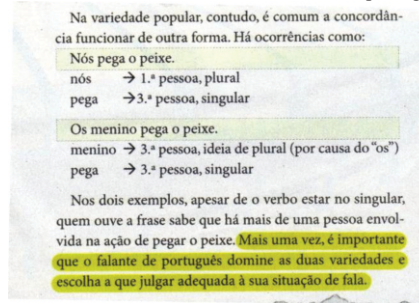 Na variedade popular, contudo, é comum a concordân-
cia funcionar de outra forma. Há ocorrências como:
Nós pega o peixe.
nós → 1.ª pessoa, plural
pega → 3.ª pessoa, singular
Os menino pega o peixe.
menino → 3.ª pessoa, ideia de plural (por causa do “os”)
pega → 3.ª pessoa, singular
Nos dois exemplos, apesar de o verbo estar no singular,
quem ouve a frase sabe que há mais de uma pessoa envol-
vida na ação de pegar o peixe. Mais uma vez, é importante
que o falante de português domine as duas variedades e
escolha a que julgar adequada à sua situação de fala.